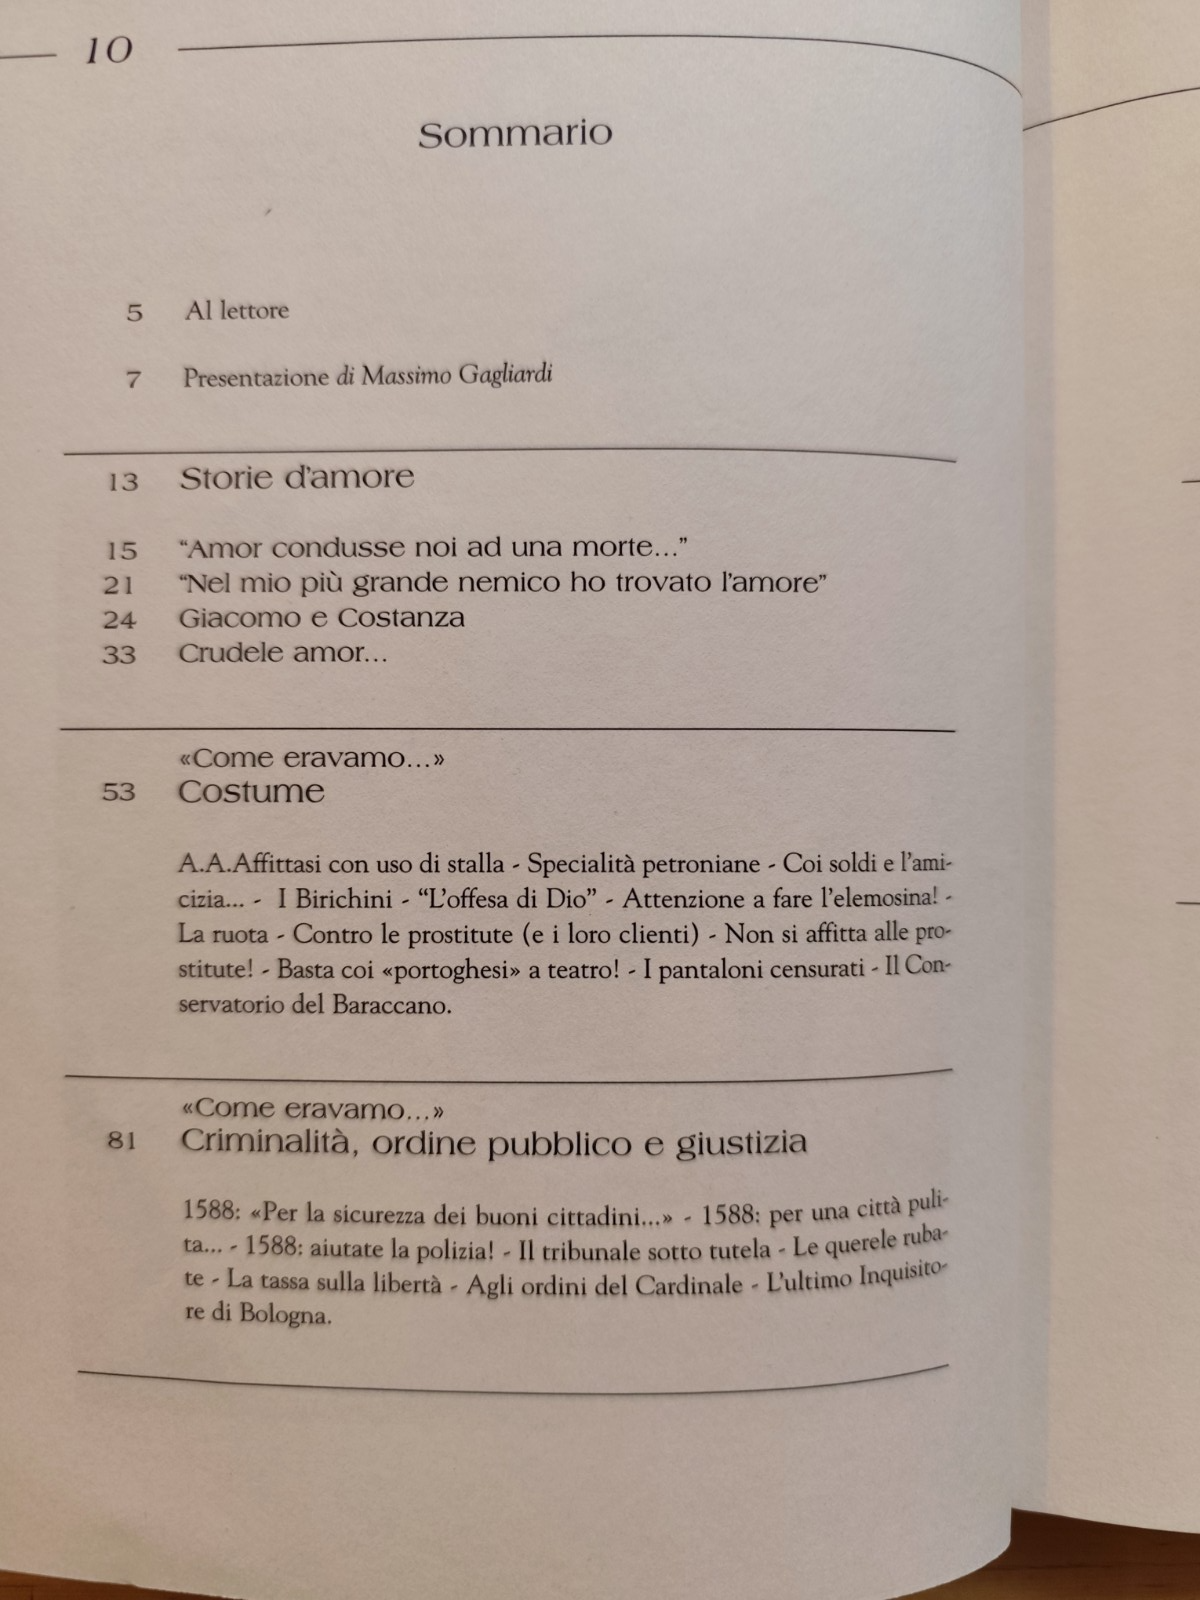 10
Sommario
5 Al lettore
7 Presentazione di Massimo Gagliardi
13 Storie d'amore
15 “Amor condusse noi ad una morte...”
21 “Nel mio più grande nemico ho trovato l'amore”
24 Giacomo e Costanza
33 Crudele amor...
«Come eravamo...»
53 Costume
A.A.Affittasi con uso di stalla - Specialità petroniane - Coi soldi e l'ami-
cizia... - I Birichini - “L'offesa di Dio” - Attenzione a fare l'elemosina! -
La ruota - Contro le prostitute (e i loro clienti) - Non si affitta alle pro-
stitute! - Basta coi «portoghesi» a teatro! - I pantaloni censurati - Il Con-
servatorio del Baraccano.
«Come eravamo...»
81 Criminalità, ordine pubblico e giustizia
1588: «Per la sicurezza dei buoni cittadini...» - 1588: per una città puli-
ta... - 1588: aiutate la polizia! - Il tribunale sotto tutela - Le querele ruba-
te - La tassa sulla libertà - Agli ordini del Cardinale - L'ultimo Inquisito-
re di Bologna.